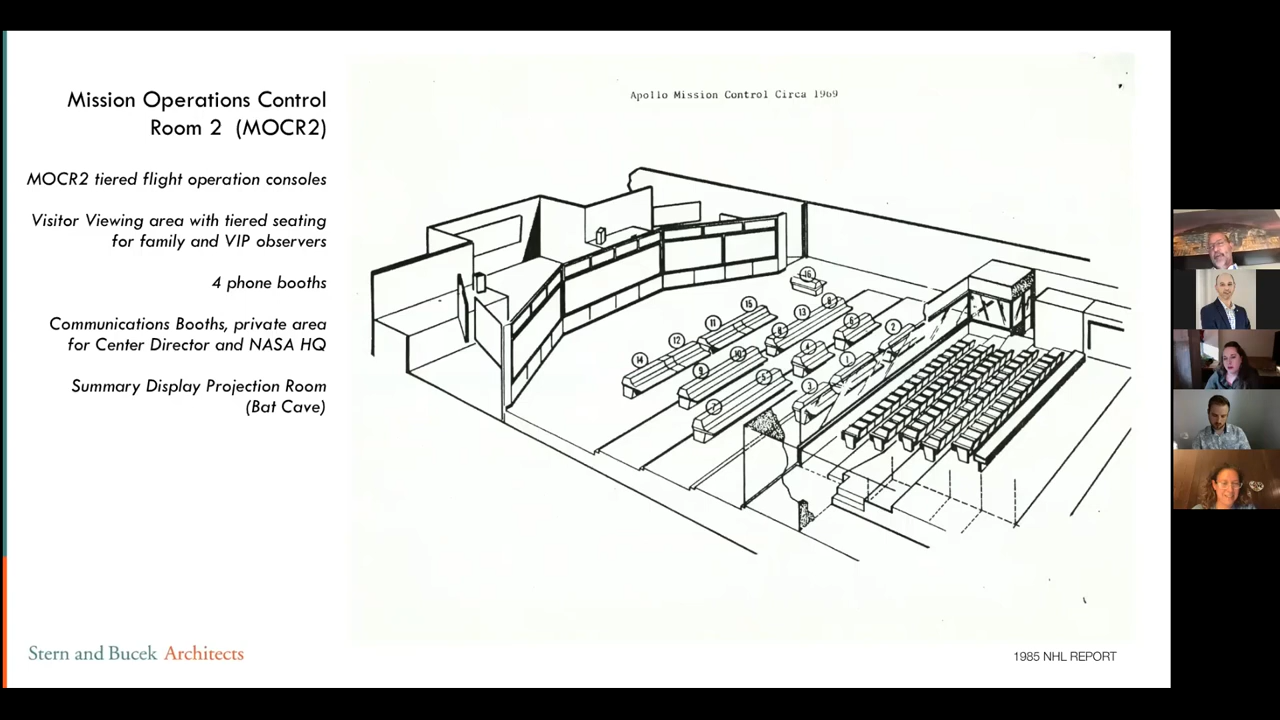 Mission Operations Control
Room 2 (MOCR2)
MOCR2 tiered flight operation consoles
Visitor Viewing area with tiered seating
for family and VIP observers
4 phone booths
Communications Booths, private area
for Center Director and NASA HQ
Summary Display Projection Room
(Bat Cave)
Apollo Mission Control Circa 1969
16
15
11
12
14
13
6
2
4
1
3
5
7
Stern and Bucek Architects
1985 NHL REPORT